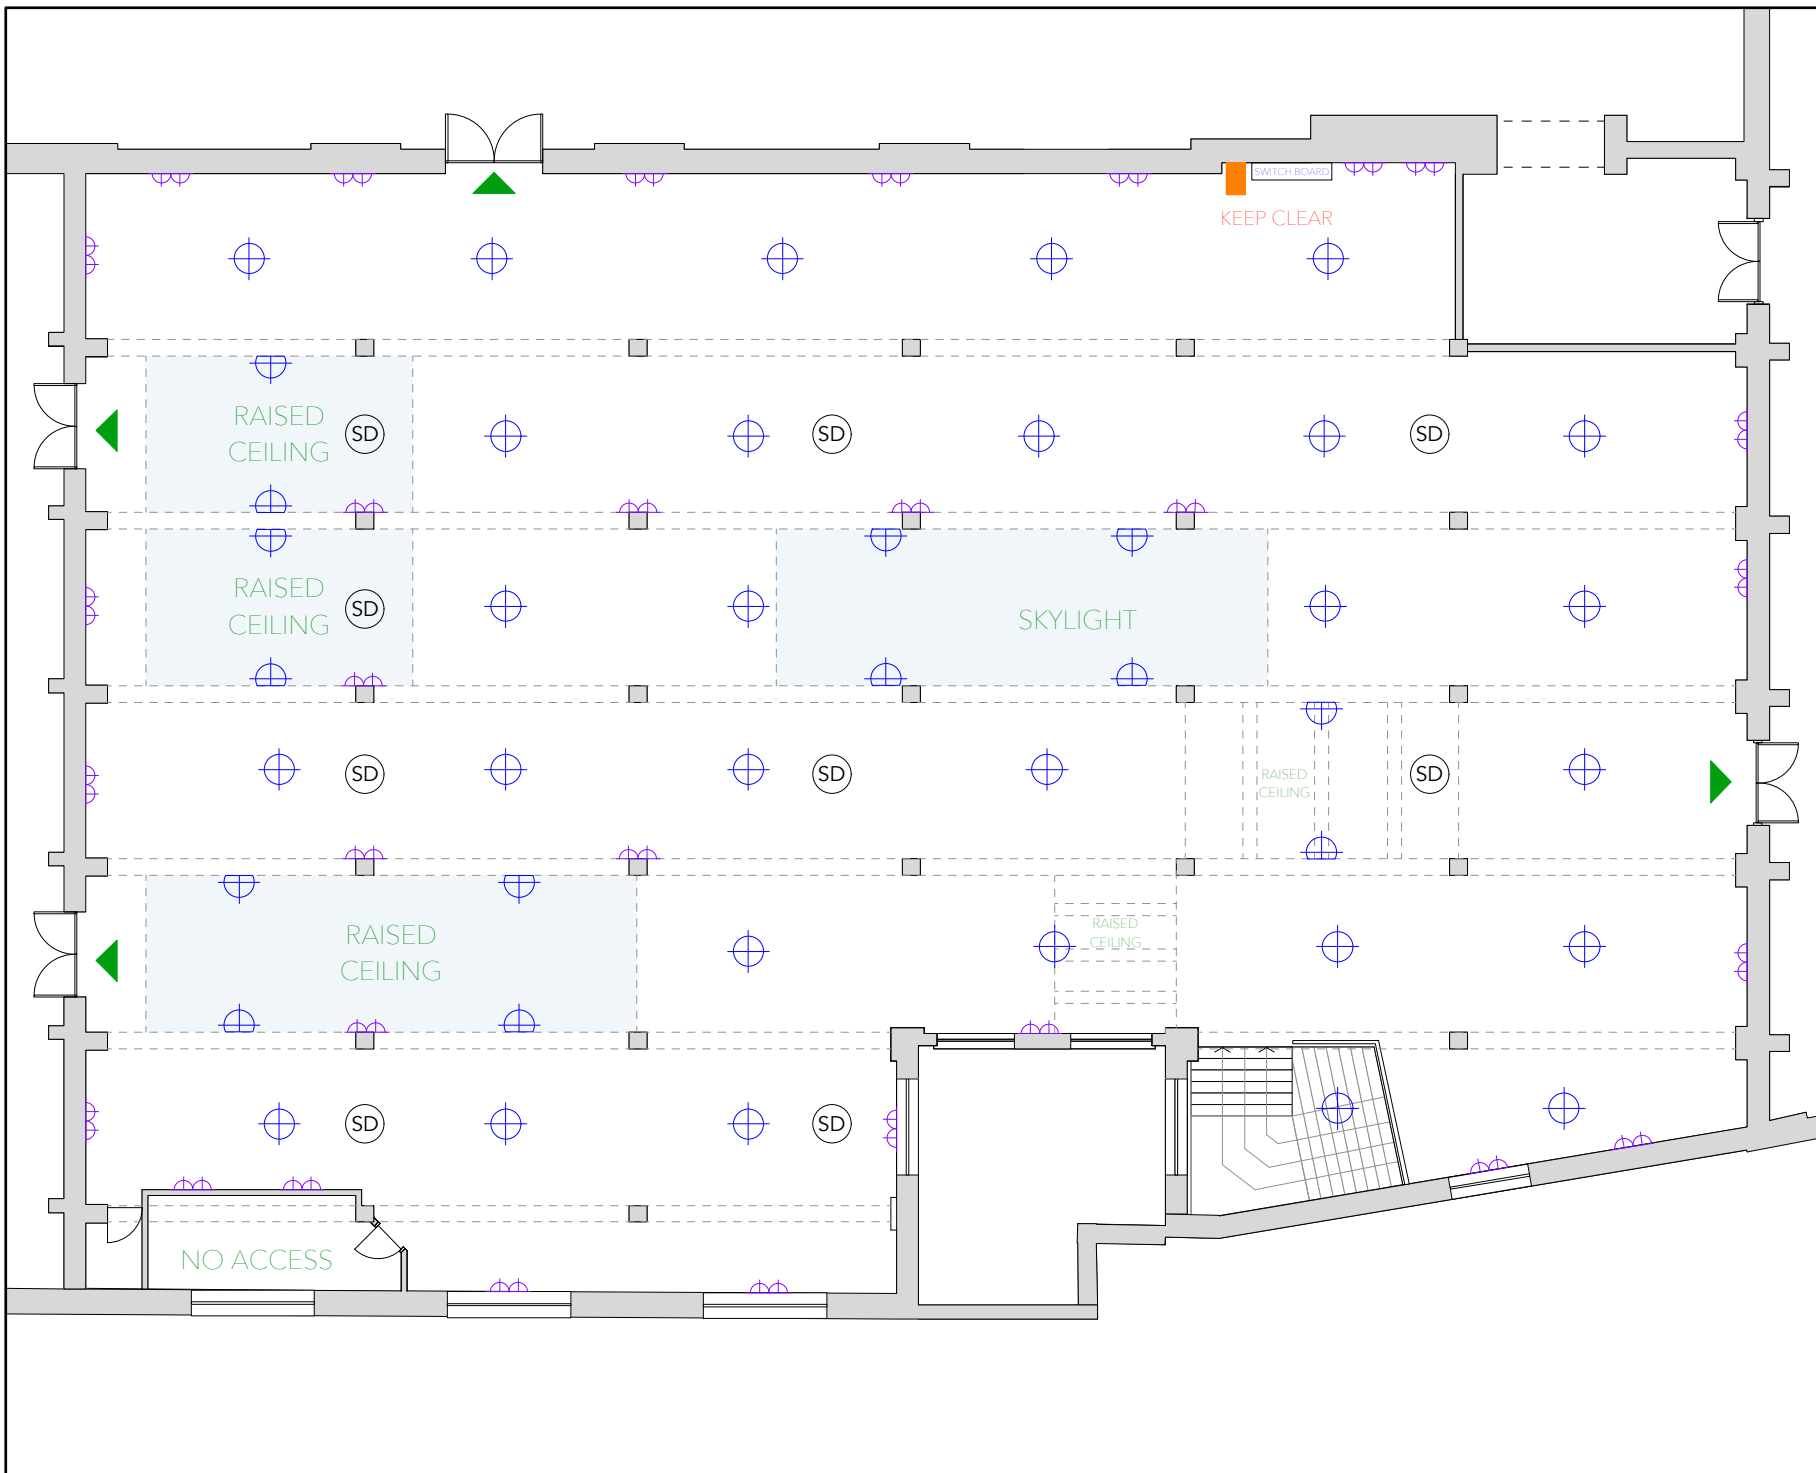 SWITCH BOARD
KEEP CLEAR
RAISED
CEILING
SD
SD
SD
RAISED
CEILING
SD
SKYLIGHT
SD
SD
RAISED
CEILING
SD
RAISED
CEILING
RAISED
CEILING
SD
SD
NO ACCESS